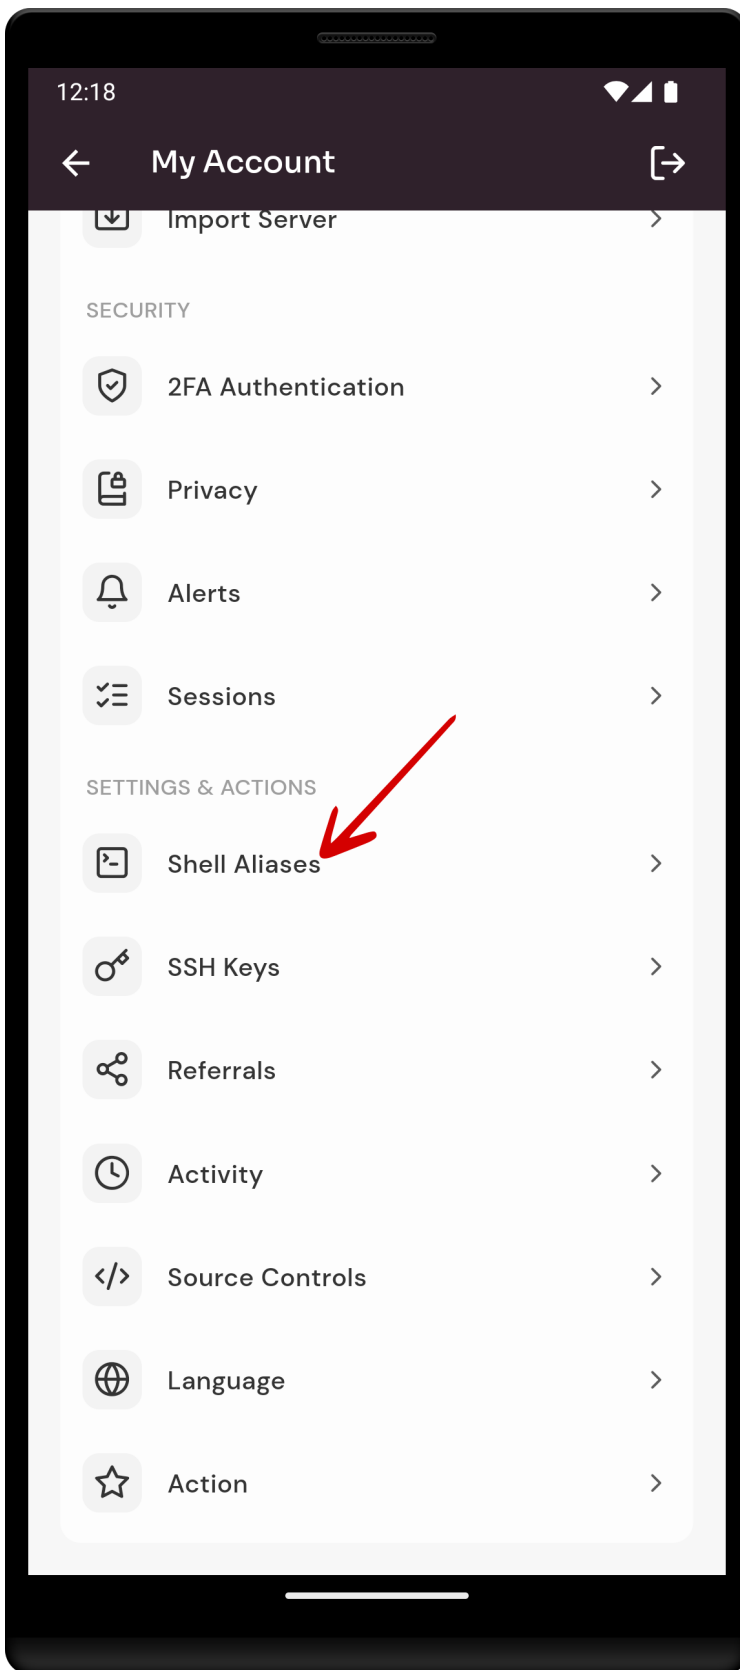 12:18
My Account
Import Server
SECURITY
2FA Authentication
Privacy
Alerts
Sessions
SETTINGS & ACTIONS
Shell Aliases
SSH Keys
Referrals
Activity
Source Controls
Language
Action